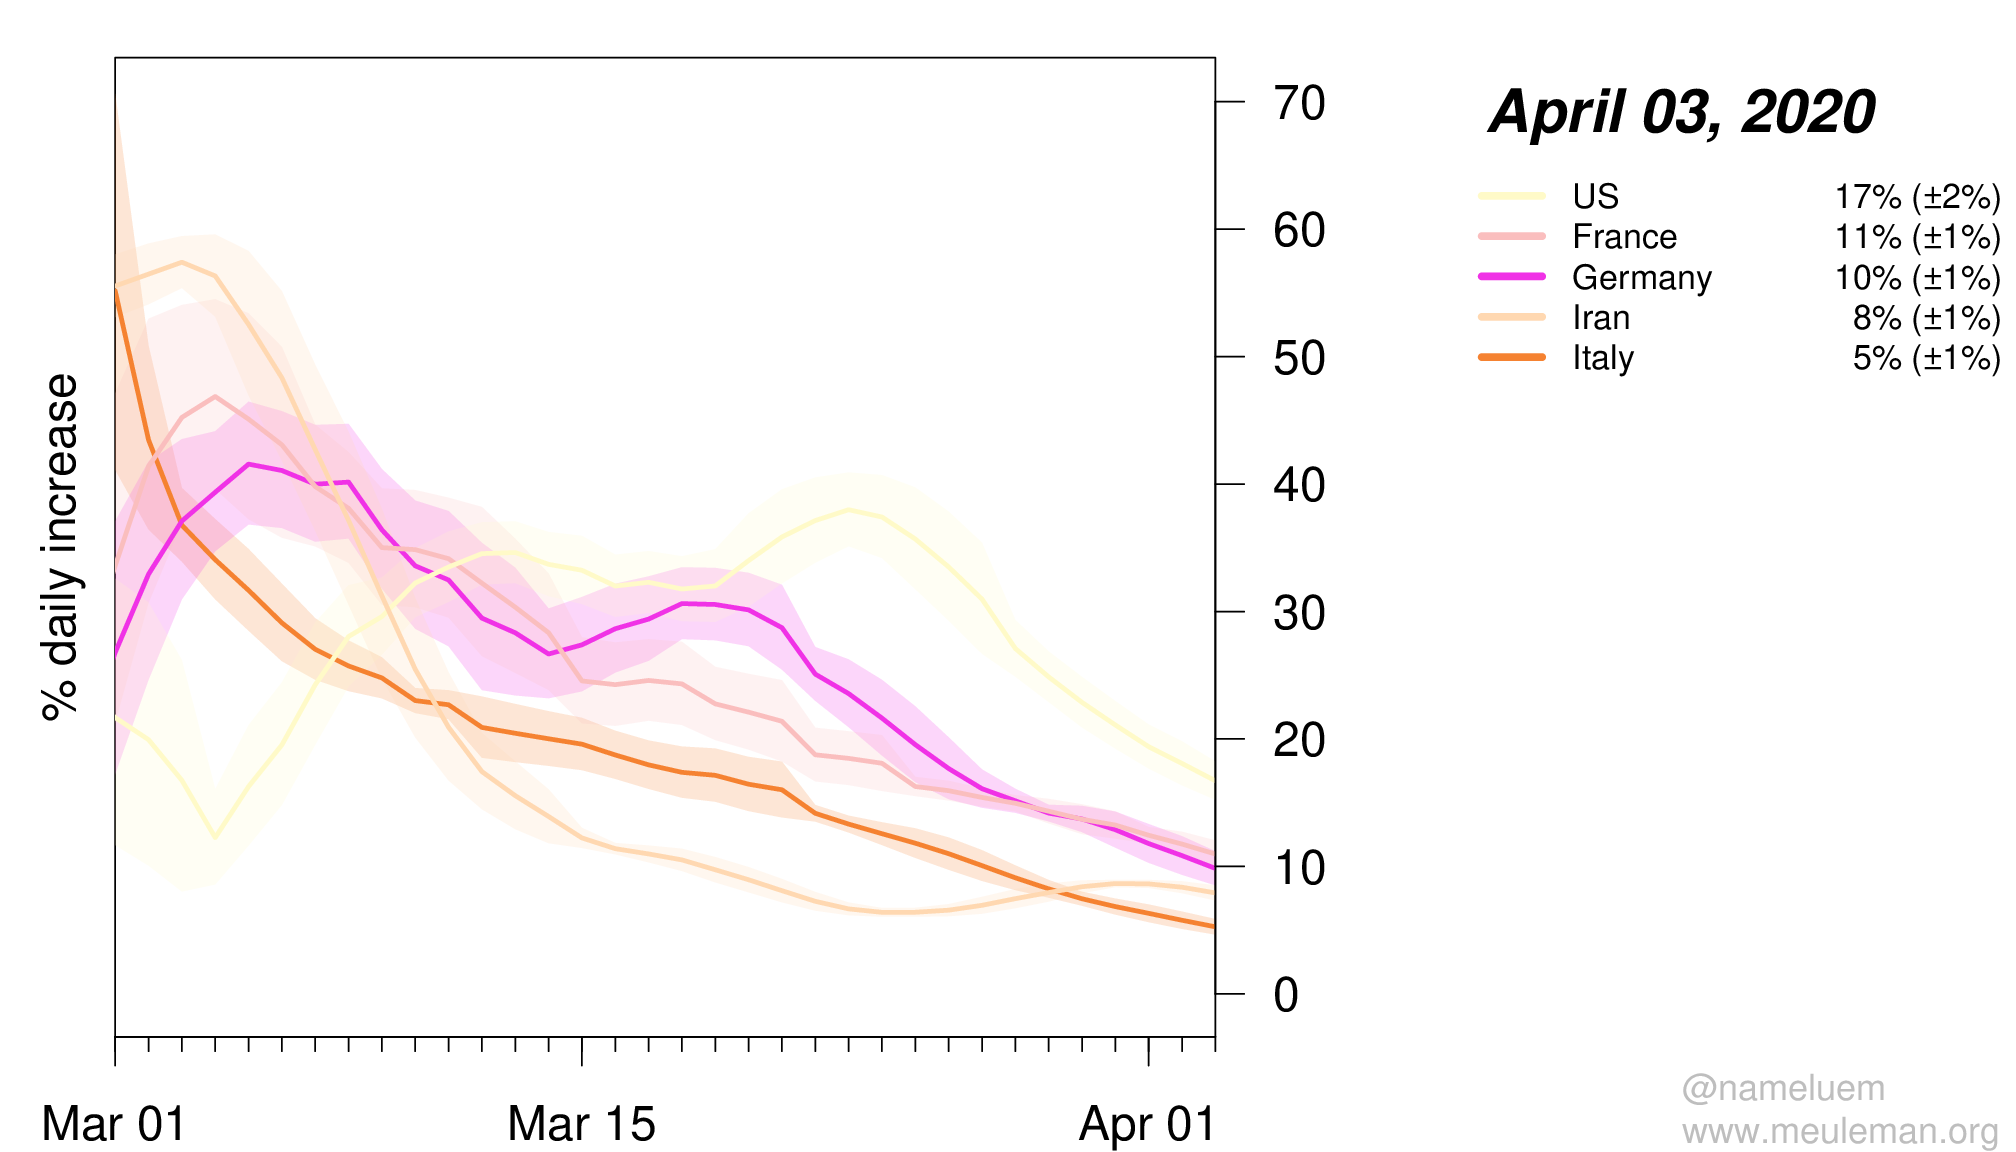 April 03, 2020
US 17% (±2%)
France 11% (±1%)
Germany 10% (±1%)
Iran 8% (±1%)
Italy 5% (±1%)
% daily increase
70
60
50
40
30
20
10
0
Mar 01 Mar 15 Apr 01
@nameluem
www.meuleman.org